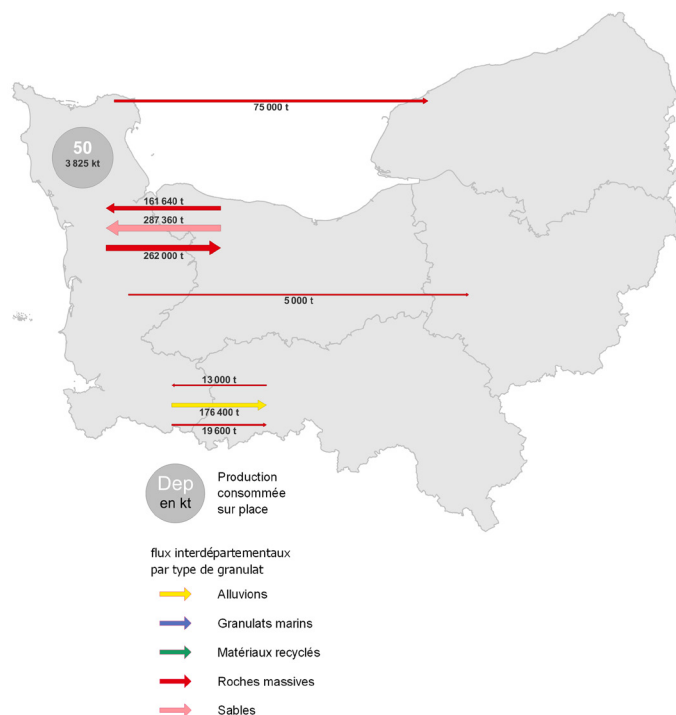 75 000 t
50
3 825 kt
161 640 t
287 360 t
262 000 t
5 000 t
13 000 t
176 400 t
19 600 t
Dep
en kt
Production
consommée
sur place
flux interdépartementaux
par type de granulat
Alluvions
Granulats marins
Matériaux recyclés
Roches massives
Sables